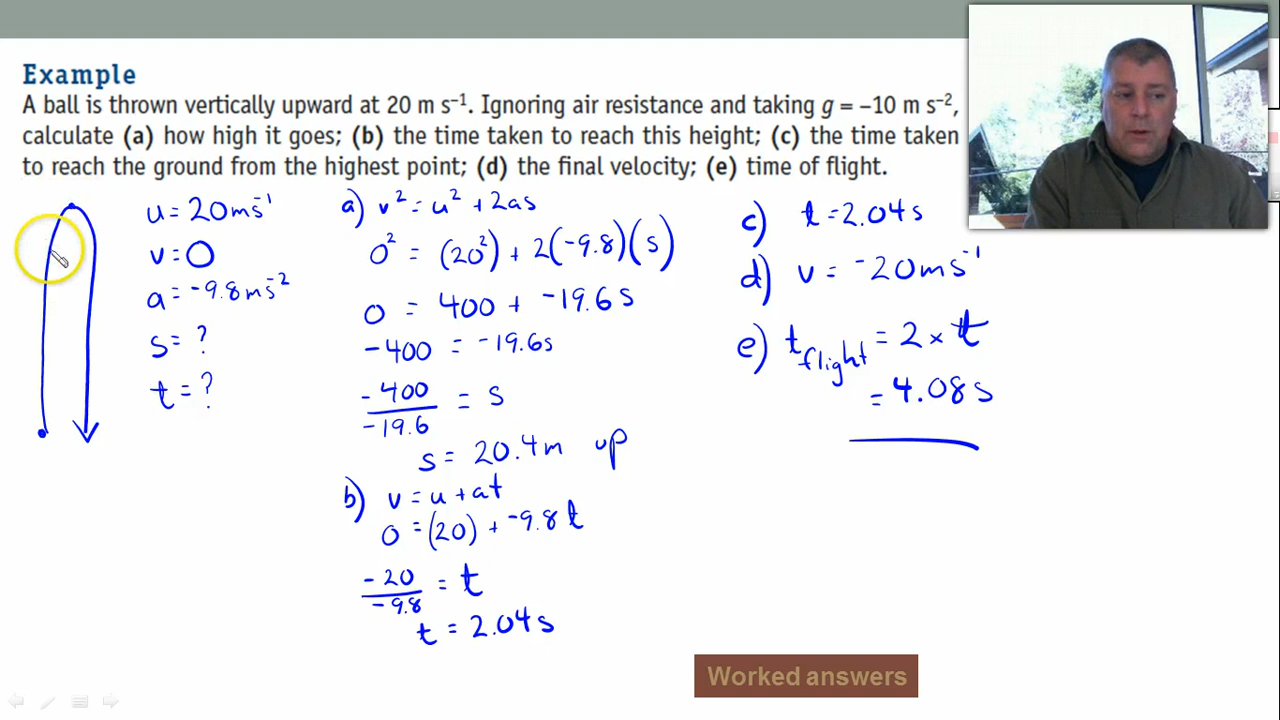 Example
A ball is thrown vertically upward at 20 m s⁻¹. Ignoring air resistance and taking g = –10 m s⁻²,
calculate (a) how high it goes; (b) the time taken to reach this height; (c) the time taken
to reach the ground from the highest point; (d) the final velocity; (e) time of flight.
u = 20ms⁻¹
v = 0
a = -9.8ms⁻²
s = ?
t = ?
a) v² = u² + 2as
0² = (20²) + 2(-9.8)(s)
0 = 400 + -19.6s
-400 = -19.6s
-400
-19.6 = s
s = 20.4m up
b) v = u + at
0 = (20) + -9.8t
-20
-9.8 = t
t = 2.04s
c) t = 2.04s
d) v = -20ms⁻¹
e) t flight = 2 × t
= 4.08s
Worked answers